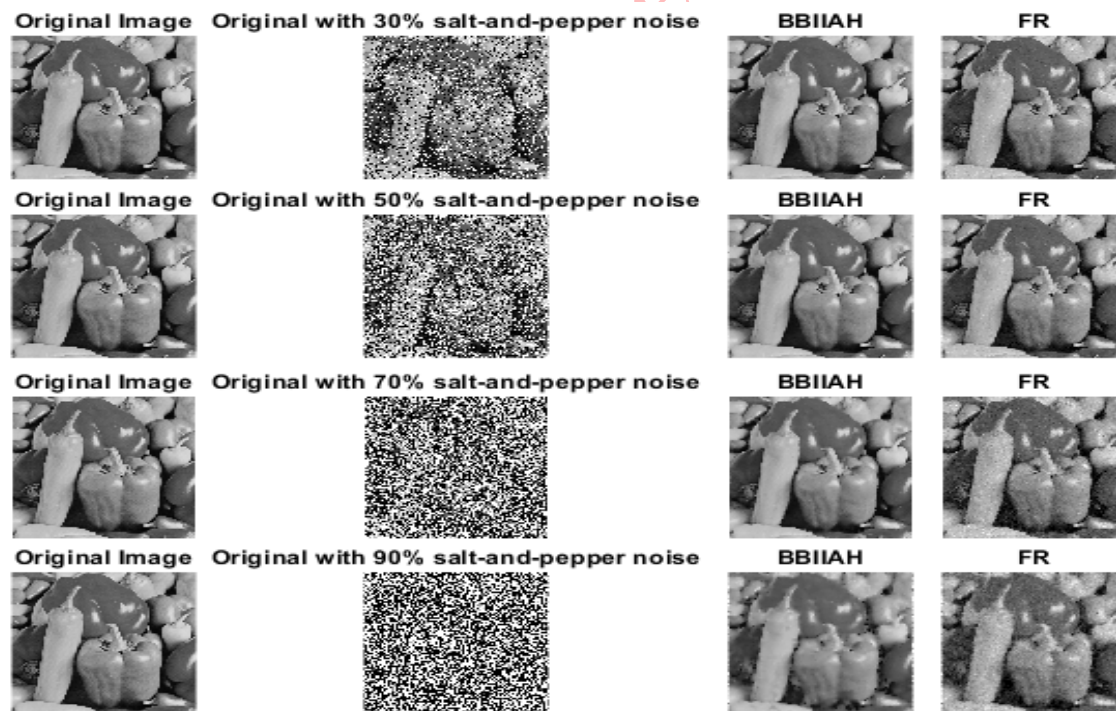 Original Image Original with 30% salt-and-pepper noise BBIIAH FR
Original Image Original with 50% salt-and-pepper noise BBIIAH FR
Original Image Original with 70% salt-and-pepper noise BBIIAH FR
Original Image Original with 90% salt-and-pepper noise BBIIAH FR